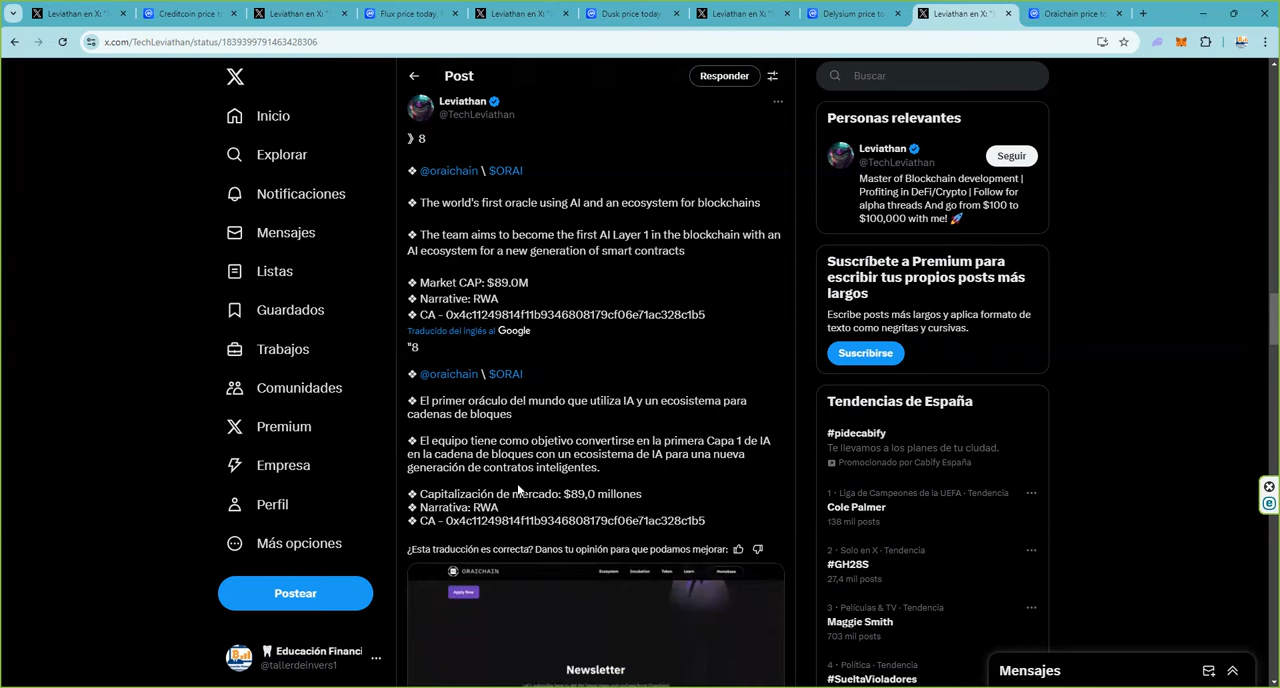 Leviathan en X: "
Creditcoin price to
Leviathan en X: "
Flux price today, F
Leviathan en X: "
Dusk price today
Leviathan en X: "
Delysium price to
Leviathan en X: "
Oraichain price to
x.com/TechLeviathan/status/1839399791463428306
Inicio
Explorar
Notificaciones
Mensajes
Listas
Guardados
Trabajos
Comunidades
Premium
Empresa
Perfil
Más opciones
Postear
Educación Financi
@tallerdeinvers1
Post
Responder
Leviathan
@TechLeviathan
》 8
❖ @oraichain \ $ORAI
❖ The world's first oracle using AI and an ecosystem for blockchains
❖ The team aims to become the first AI Layer 1 in the blockchain with an
AI ecosystem for a new generation of smart contracts
❖ Market CAP: $89.0M
❖ Narrative: RWA
❖ CA - 0x4c11249814f11b9346808179cf06e71ac328c1b5
Traducido del inglés al Google
"8
❖ @oraichain \ $ORAI
❖ El primer oráculo del mundo que utiliza IA y un ecosistema para
cadenas de bloques
❖ El equipo tiene como objetivo convertirse en la primera Capa 1 de IA
en la cadena de bloques con un ecosistema de IA para una nueva
generación de contratos inteligentes.
❖ Capitalización de mercado: $89,0 millones
❖ Narrativa: RWA
❖ CA - 0x4c11249814f11b9346808179cf06e71ac328c1b5
¿Esta traducción es correcta? Danos tu opinión para que podamos mejorar:
ORAICHAIN
Ecosystem Incubation Token Learn
Apply Now
Newsletter
Buscar
Personas relevantes
Leviathan
@TechLeviathan
Seguir
Master of Blockchain development |
Profiting in DeFi/Crypto | Follow for
alpha threads And go from $100 to
$100,000 with me! 🚀
Suscríbete a Premium para
escribir tus propios posts más
largos
Escribe posts más largos y aplica formato de
texto como negritas y cursivas.
Suscribirse
Tendencias de España
#pidecabify
Te llevamos a los planes de tu ciudad.
Promocionado por Cabify España
1 · Liga de Campeones de la UEFA · Tendencia
Cole Palmer
138 mil posts
2 · Solo en X · Tendencia
#GH28S
27,4 mil posts
3 · Películas & TV · Tendencia
Maggie Smith
703 mil posts
4 · Política · Tendencia
#SueltaVioladores
Mensajes